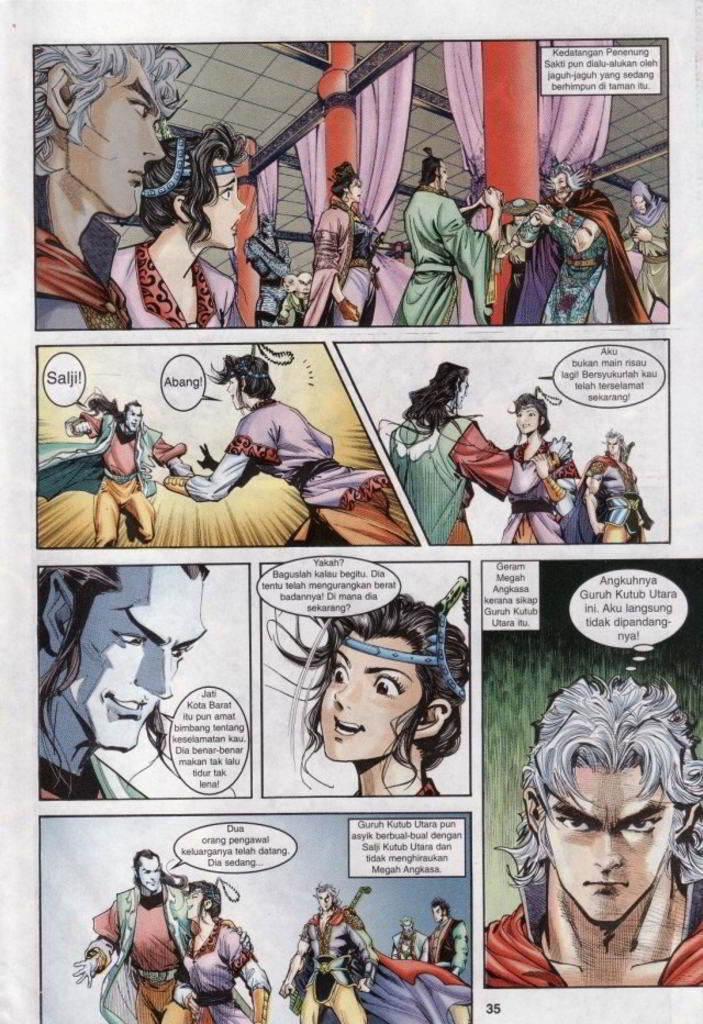 Kedatangan Penenung
Sakti pun dialu-alukan oleh
jaguh-jaguh yang sedang
berhimpun di taman itu.
Salji!
Abang!
Aku
bukan main risau
lagi! Bersyukurlah kau
telah terselamat
sekarang!
Jati
Kota Barat
itu pun amat
bimbang tentang
keselamatan kau.
Dia benar-benar
makan tak lalu
tidur tak
lena!
Yakah?
Baguslah kalau begitu. Dia
tentu telah mengurangkan berat
badannya! Di mana dia
sekarang?
Geram
Megah
Angkasa
kerana sikap
Guruh Kutub
Utara itu.
Angkuhnya
Guruh Kutub Utara
ini. Aku langsung
tidak dipandang-
nya!
Dua
orang pengawal
keluarganya telah datang.
Dia sedang...
Guruh Kutub Utara pun
asyik berbual-bual dengan
Salji Kutub Utara dan
tidak menghiraukan
Megah Angkasa.
35